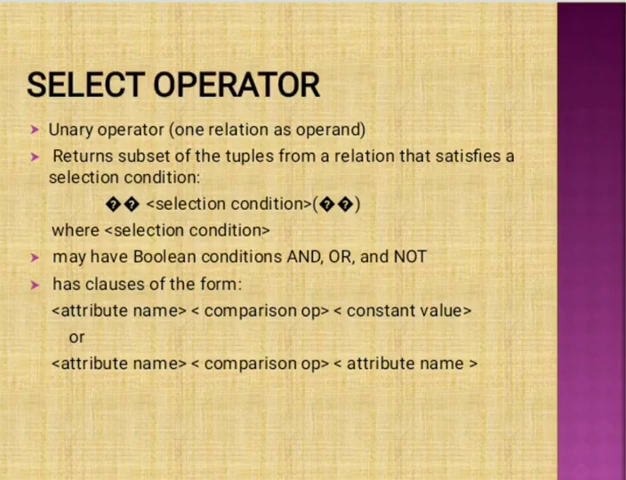 SELECT OPERATOR
Unary operator (one relation as operand)
Returns subset of the tuples from a relation that satisfies a
selection condition:
�� <selection condition>(��)
where <selection condition>
may have Boolean conditions AND, OR, and NOT
has clauses of the form:
<attribute name> < comparison op> < constant value>
or
<attribute name> < comparison op> < attribute name >